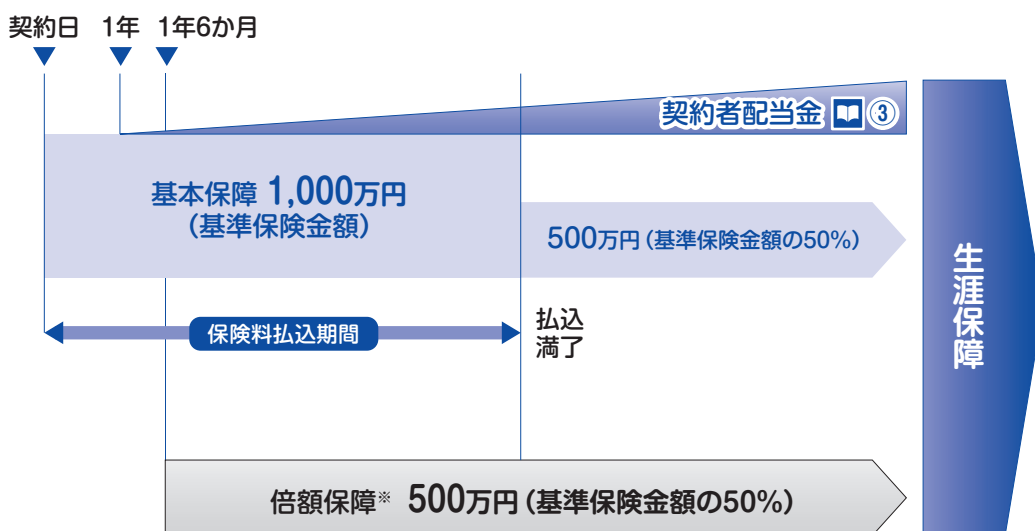 契約日 1年 1年6か月
契約者配当金 ③
基本保障 1,000万円
（基準保険金額）
500万円（基準保険金額の50%）
保険料払込期間
払込
満了
生涯保障
倍額保障※ 500万円（基準保険金額の50%）